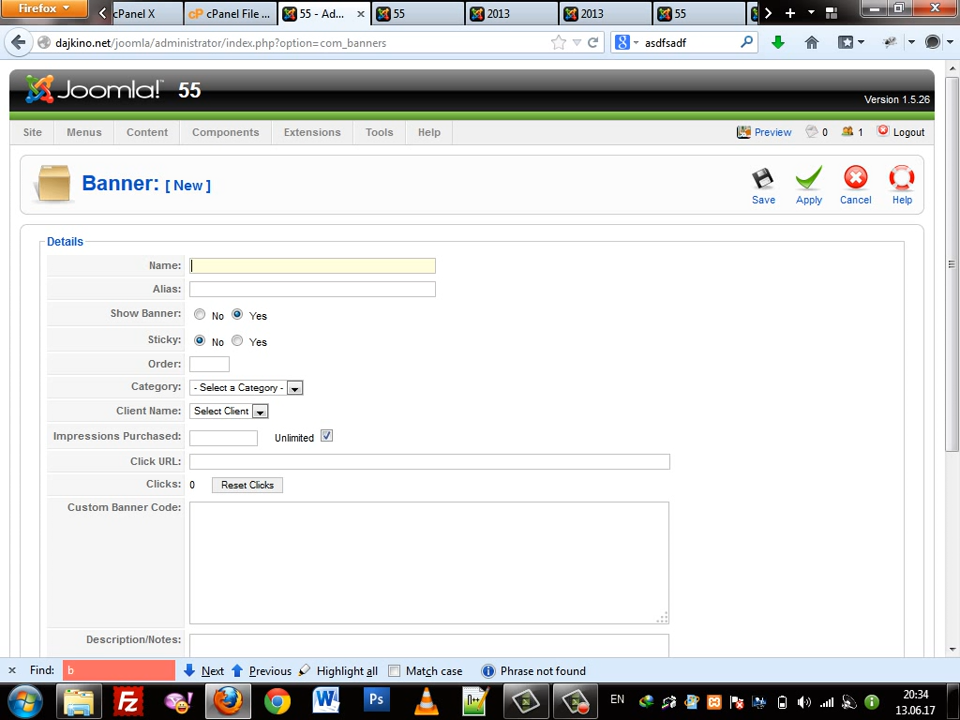 Firefox
cPanel X
cP cPanel File ...
55 - Ad...
55
2013
2013
55
dajkino.net/joomla/administrator/index.php?option=com_banners
asdfsadf
Joomla! 55
Version 1.5.26
Site Menus Content Components Extensions Tools Help
Preview 0 1 Logout
Banner: [ New ]
Save Apply Cancel Help
Details
Name:
Alias:
Show Banner: No Yes
Sticky: No Yes
Order:
Category: - Select a Category -
Client Name: Select Client
Impressions Purchased: Unlimited
Click URL:
Clicks: 0 Reset Clicks
Custom Banner Code:
Description/Notes:
Find: b Next Previous Highlight all Match case Phrase not found
EN
20:34
13.06.17